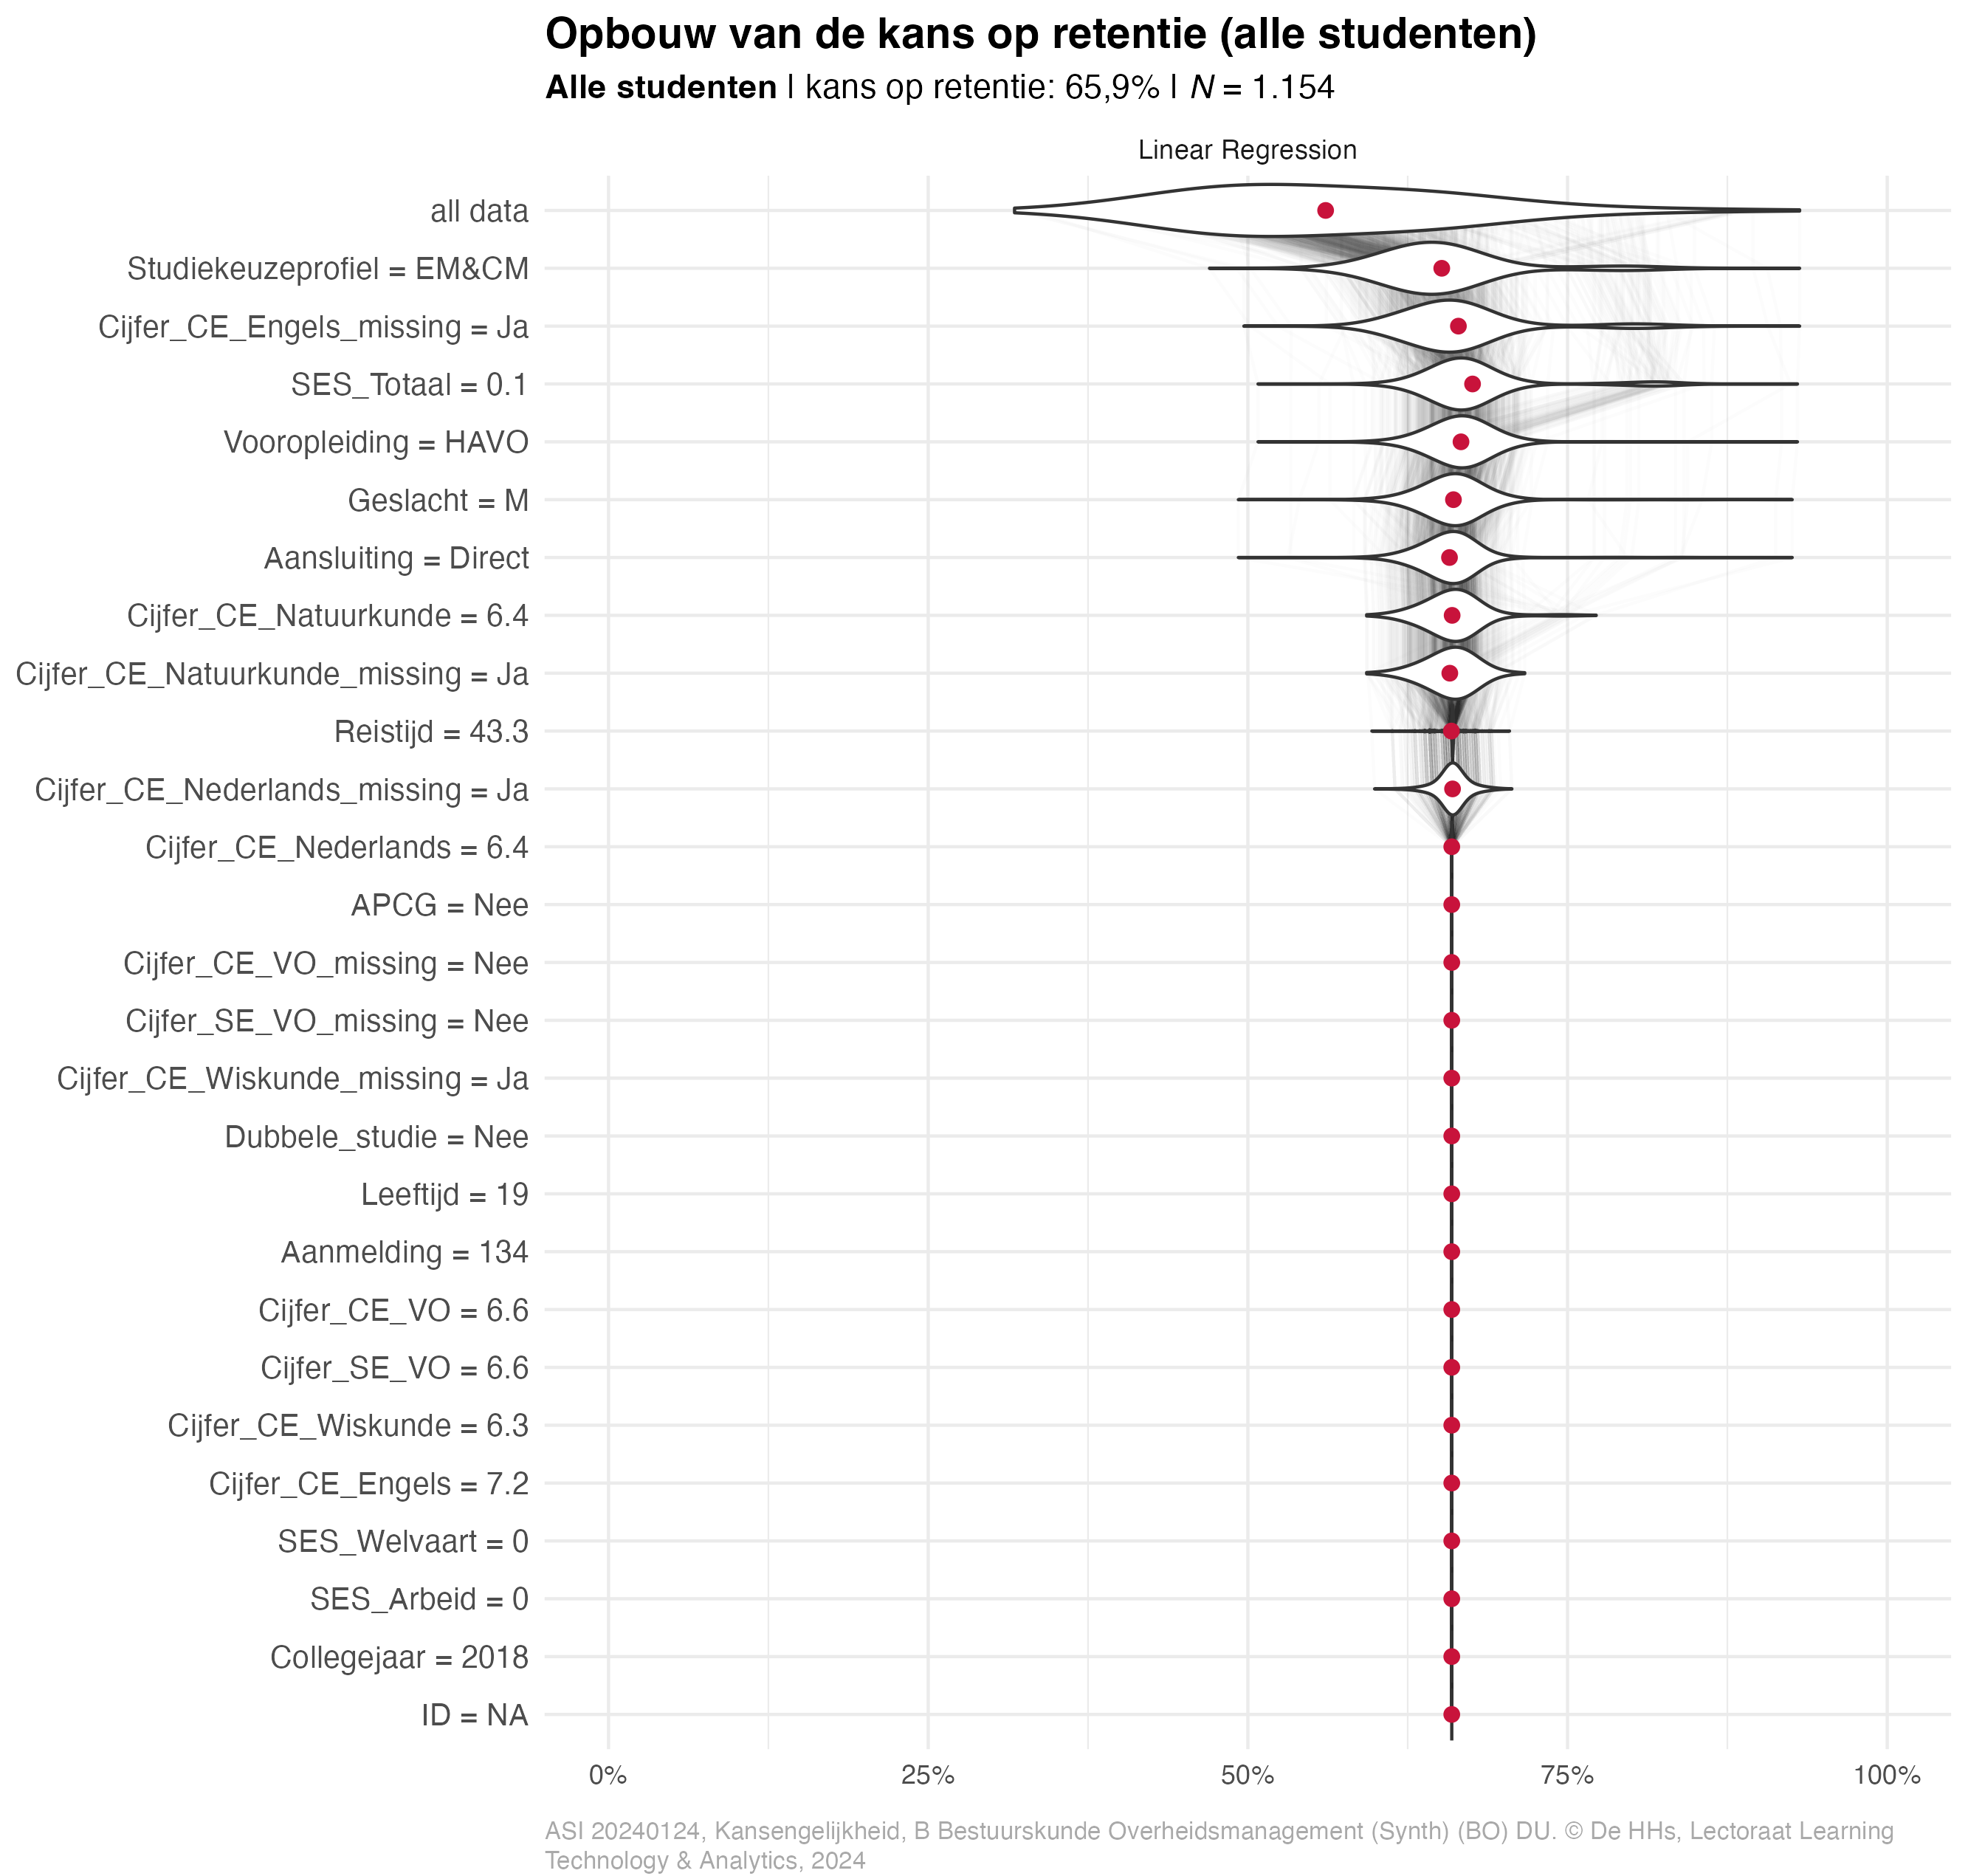 Opbouw van de kans op retentie (alle studenten)
Alle studenten | kans op retentie: 65,9% | N = 1.154
Linear Regression
all data
Studiekeuzeprofiel = EM&CM
Cijfer_CE_Engels_missing = Ja
SES_Totaal = 0.1
Vooropleiding = HAVO
Geslacht = M
Aansluiting = Direct
Cijfer_CE_Natuurkunde = 6.4
Cijfer_CE_Natuurkunde_missing = Ja
Reistijd = 43.3
Cijfer_CE_Nederlands_missing = Ja
Cijfer_CE_Nederlands = 6.4
APCG = Nee
Cijfer_CE_VO_missing = Nee
Cijfer_SE_VO_missing = Nee
Cijfer_CE_Wiskunde_missing = Ja
Dubbele_studie = Nee
Leeftijd = 19
Aanmelding = 134
Cijfer_CE_VO = 6.6
Cijfer_SE_VO = 6.6
Cijfer_CE_Wiskunde = 6.3
Cijfer_CE_Engels = 7.2
SES_Welvaart = 0
SES_Arbeid = 0
Collegejaar = 2018
ID = NA
0% 25% 50% 75% 100%
ASI 20240124, Kansengelijkheid, B Bestuurskunde Overheidsmanagement (Synth) (BO) DU. © De HHs, Lectoraat Learning
Technology & Analytics, 2024